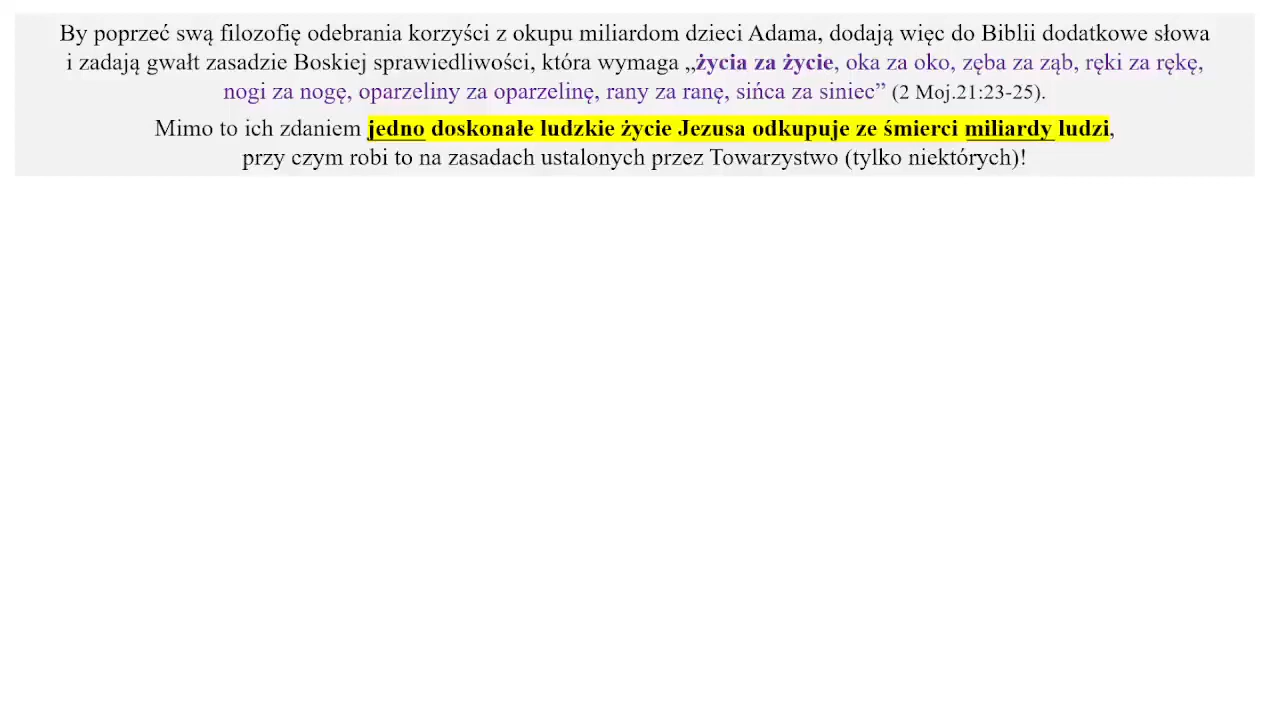 By poprzeć swą filozofię odebrania korzyści z okupu miliardom dzieci Adama, dodają więc do Biblii dodatkowe słowa
i zadają gwałt zasadzie Boskiej sprawiedliwości, która wymaga „życia za życie, oka za oko, zęba za ząb, ręki za rękę,
nogi za nogę, oparzeliny za oparzelinę, rany za ranę, sińca za siniec” (2 Moj.21:23-25).
Mimo to ich zdaniem jedno doskonałe ludzkie życie Jezusa odkupuje ze śmierci miliardy ludzi,
przy czym robi to na zasadach ustalonych przez Towarzystwo (tylko niektórych)!